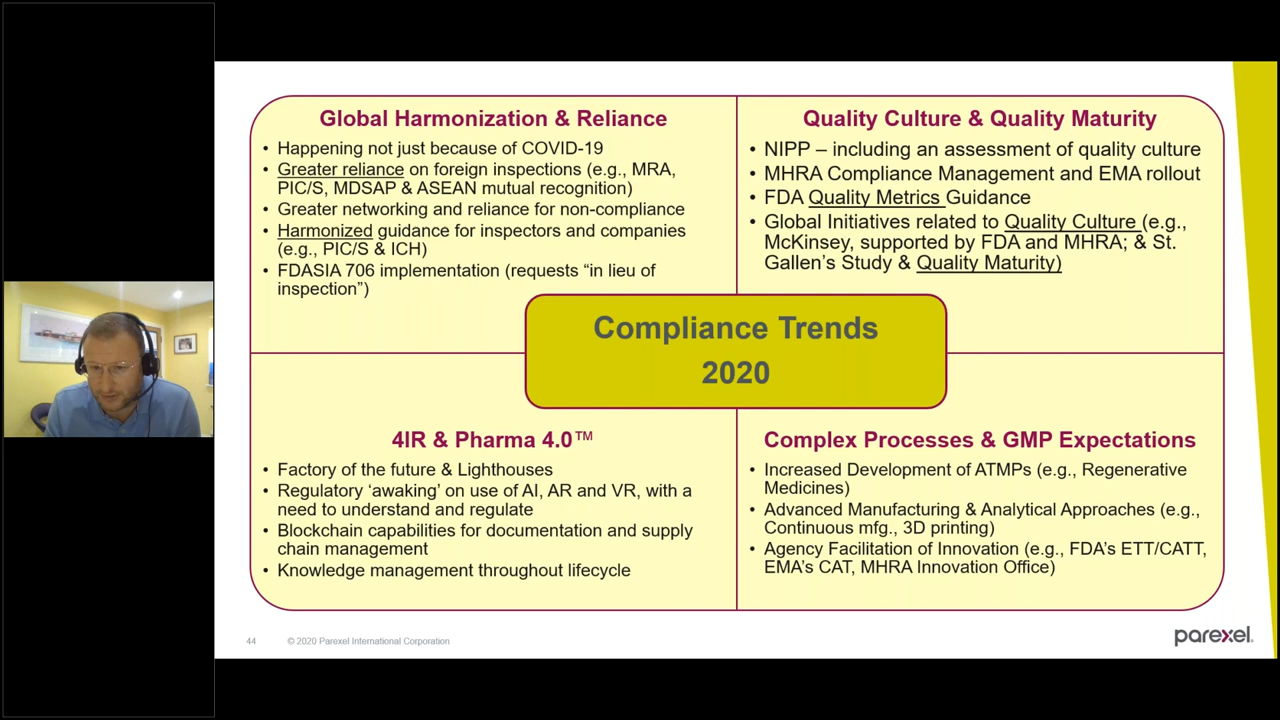 Global Harmonization & Reliance
• Happening not just because of COVID-19
• Greater reliance on foreign inspections (e.g., MRA,
PIC/S, MDSAP & ASEAN mutual recognition)
• Greater networking and reliance for non-compliance
• Harmonized guidance for inspectors and companies
(e.g., PIC/S & ICH)
• FDASIA 706 implementation (requests “in lieu of
inspection”)
Quality Culture & Quality Maturity
• NIPP – including an assessment of quality culture
• MHRA Compliance Management and EMA rollout
• FDA Quality Metrics Guidance
• Global Initiatives related to Quality Culture (e.g.,
McKinsey, supported by FDA and MHRA; & St.
Gallen’s Study & Quality Maturity)
Compliance Trends
2020
4IR & Pharma 4.0™
• Factory of the future & Lighthouses
• Regulatory ‘awaking’ on use of AI, AR and VR, with a
need to understand and regulate
• Blockchain capabilities for documentation and supply
chain management
• Knowledge management throughout lifecycle
Complex Processes & GMP Expectations
• Increased Development of ATMPs (e.g., Regenerative
Medicines)
• Advanced Manufacturing & Analytical Approaches (e.g.,
Continuous mfg., 3D printing)
• Agency Facilitation of Innovation (e.g., FDA’s ETT/CATT,
EMA’s CAT, MHRA Innovation Office)
44 © 2020 Parexel International Corporation
parexel.